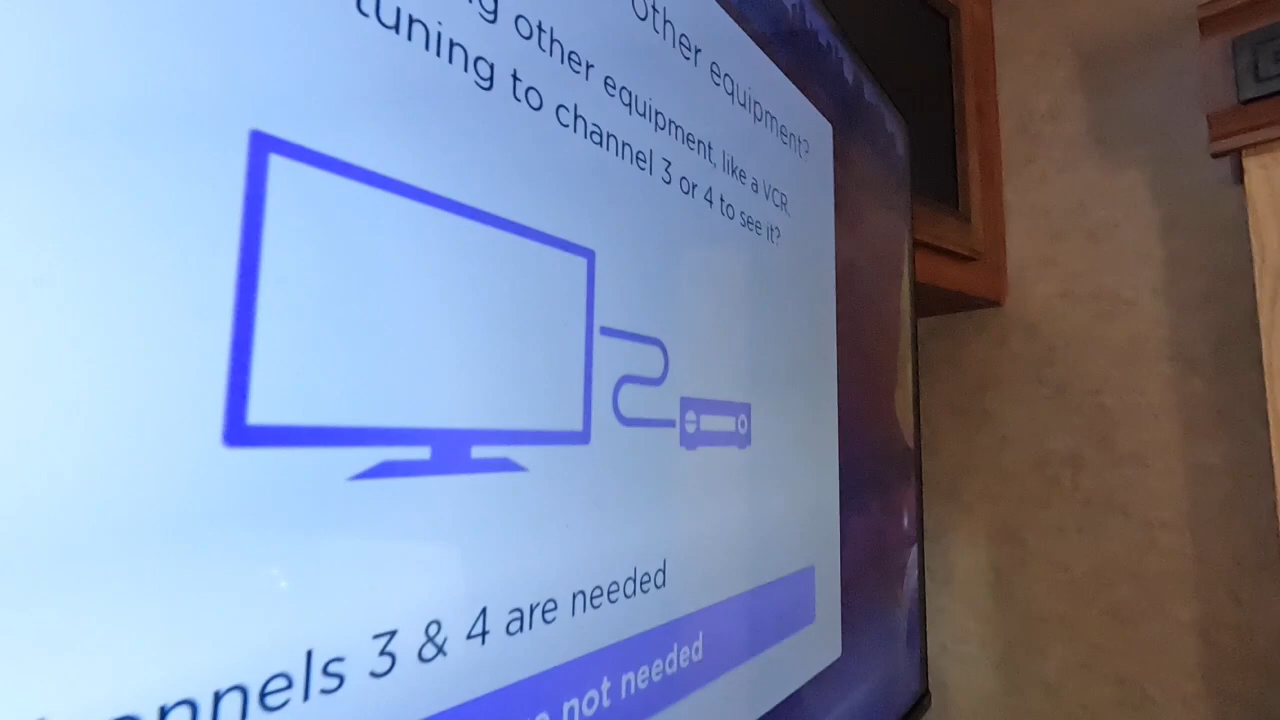 Other equipment?
other equipment, like a VCR,
tuning to channel 3 or 4 to see it?
3 & 4 are needed
not needed